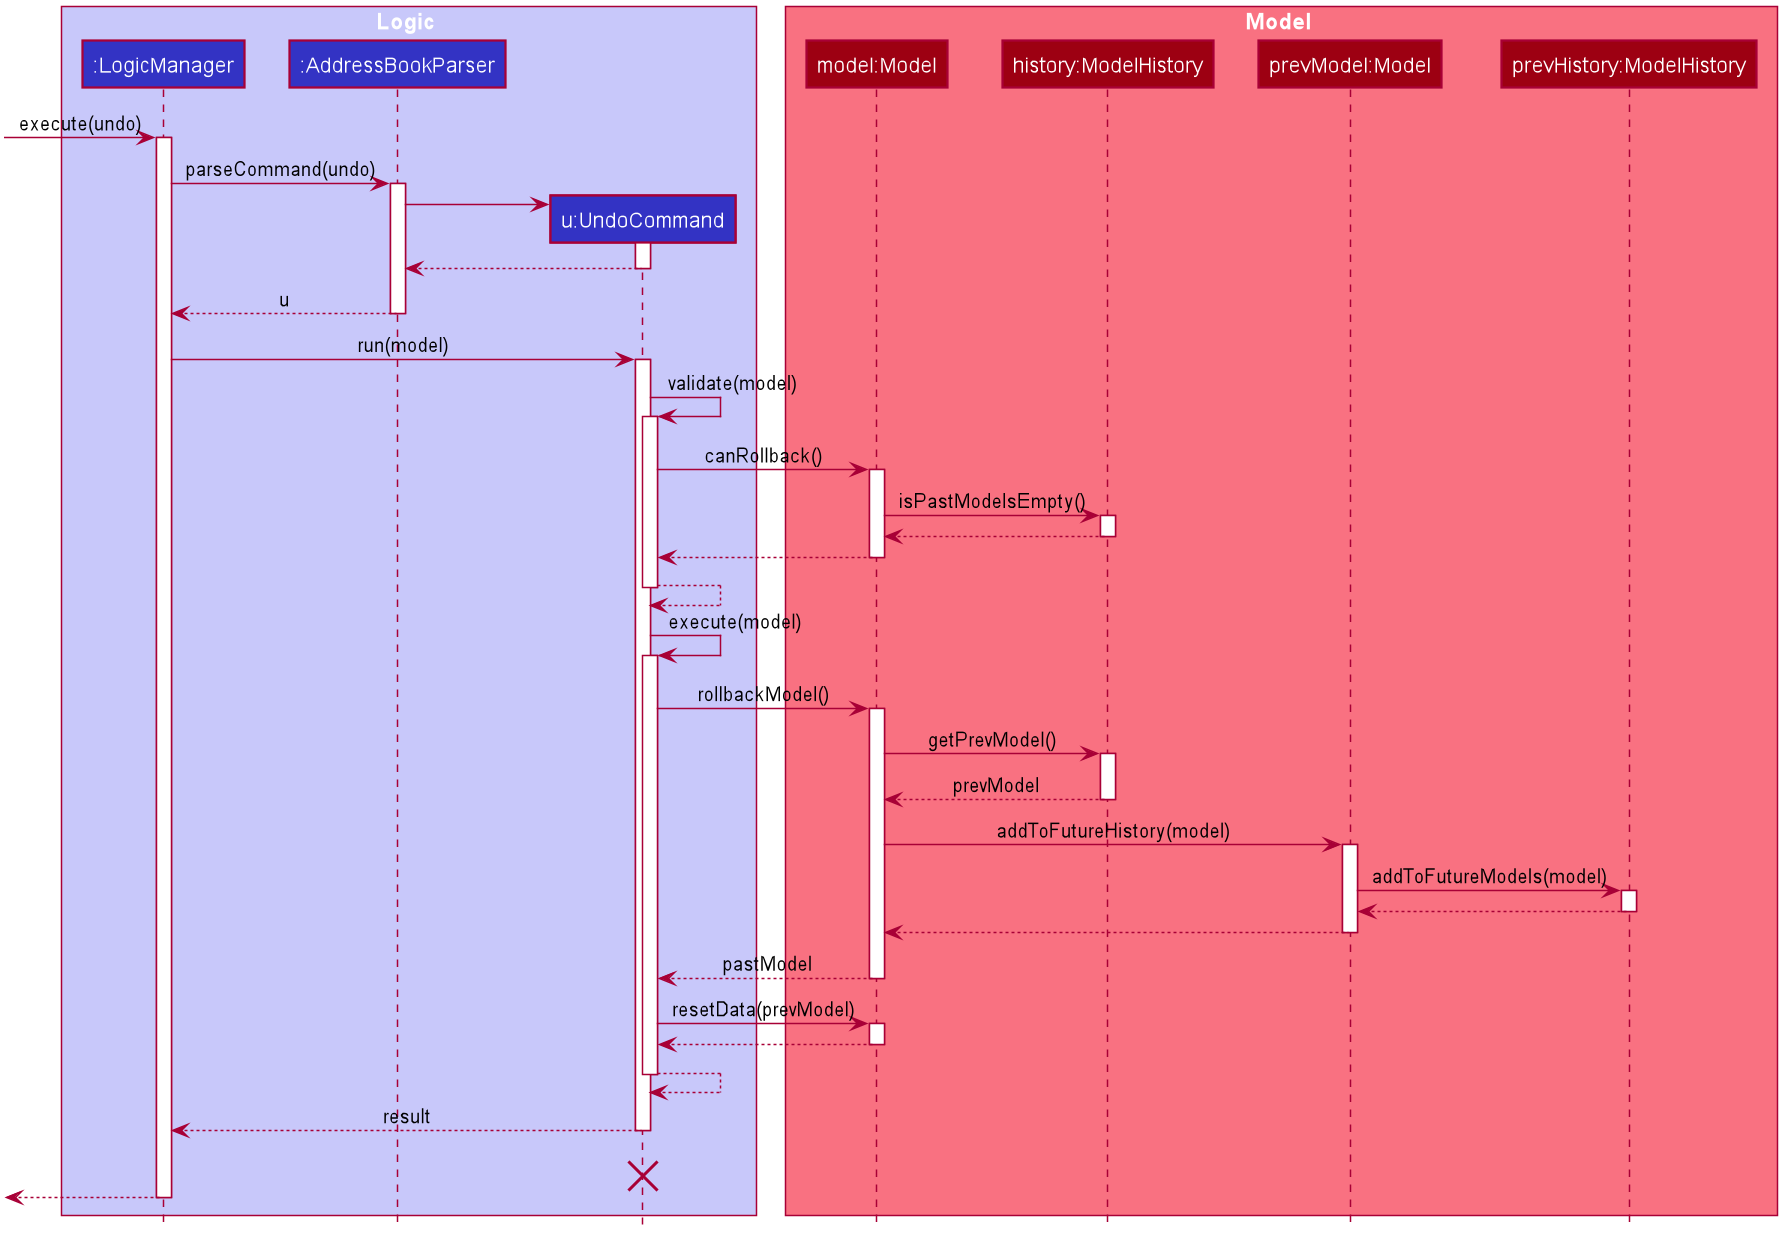 Logic
Model
:LogicManager
:AddressBookParser
model:Model
history:ModelHistory
prevModel:Model
prevHistory:ModelHistory
execute(undo)
parseCommand(undo)
u:UndoCommand
u
run(model)
validate(model)
canRollback()
isPastModelsEmpty()
execute(model)
rollbackModel()
getPrevModel()
prevModel
addToFutureHistory(model)
addToFutureModels(model)
pastModel
resetData(prevModel)
result